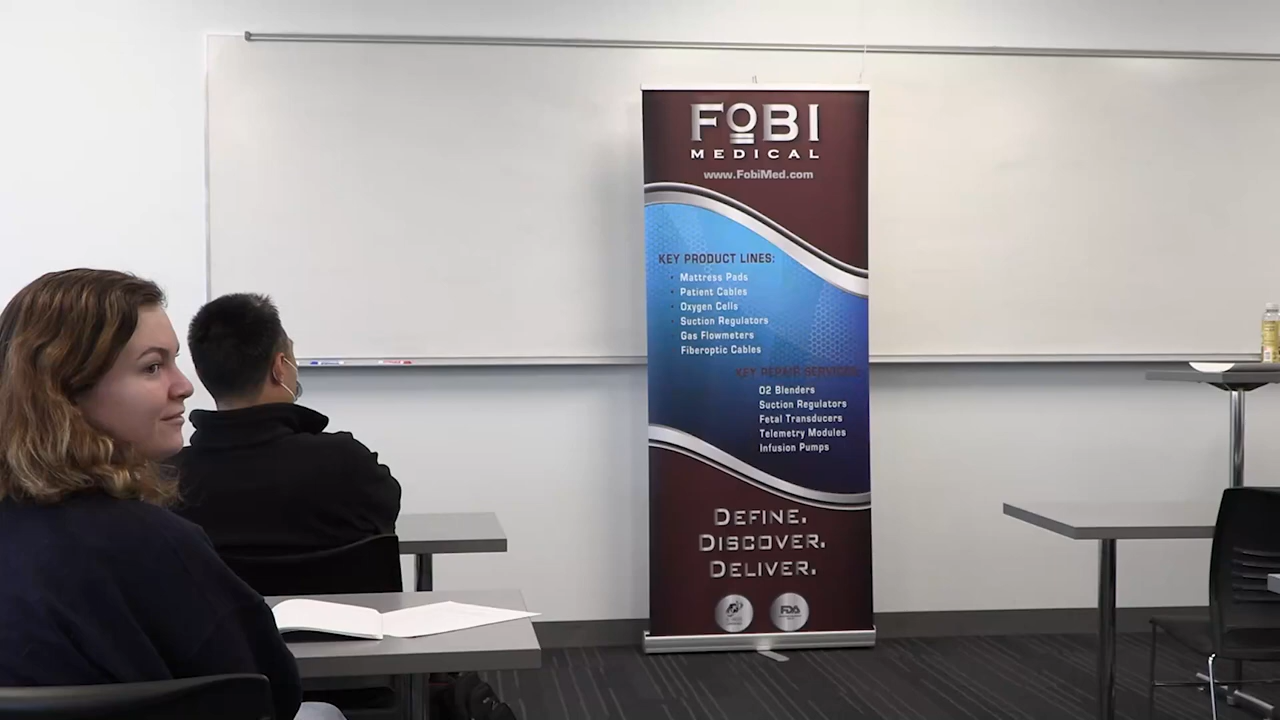 FoBI
MEDICAL
www.FobiMed.com
KEY PRODUCT LINES:
• Mattress Pads
• Patient Cables
• Oxygen Cells
• Suction Regulators
Gas Flowmeters
Fiberoptic Cables
KEY REPAIR SERVICES:
O2 Blenders
Suction Regulators
Fetal Transducers
Telemetry Modules
Infusion Pumps
DEFINE.
DISCOVER.
DELIVER.
FDA